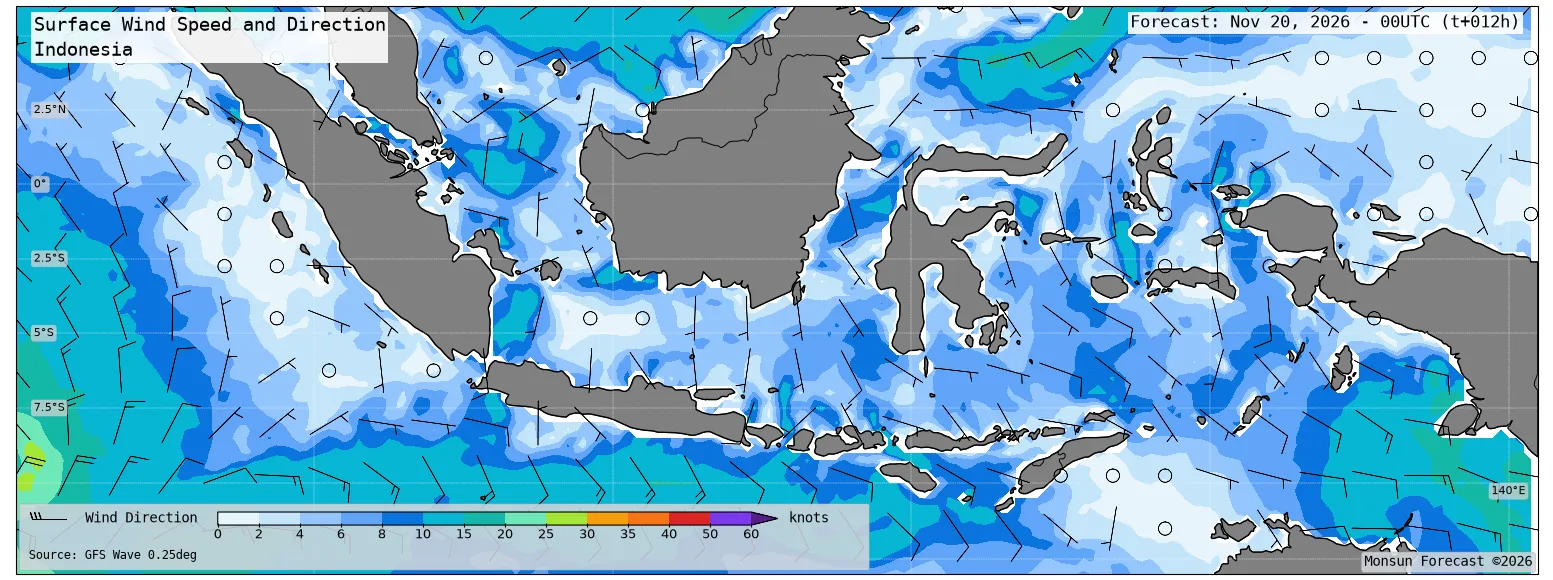 Surface Wind Speed and Direction
Indonesia
Forecast: Nov 20, 2026 - 00UTC (t+012h)
2.5°N
0°
2.5°S
5°S
7.5°S
140°E
Wind Direction
0 2 4 6 8 10 15 20 25 30 35 40 50 60
knots
Source: GFS Wave 0.25deg
Monsun Forecast ©2026